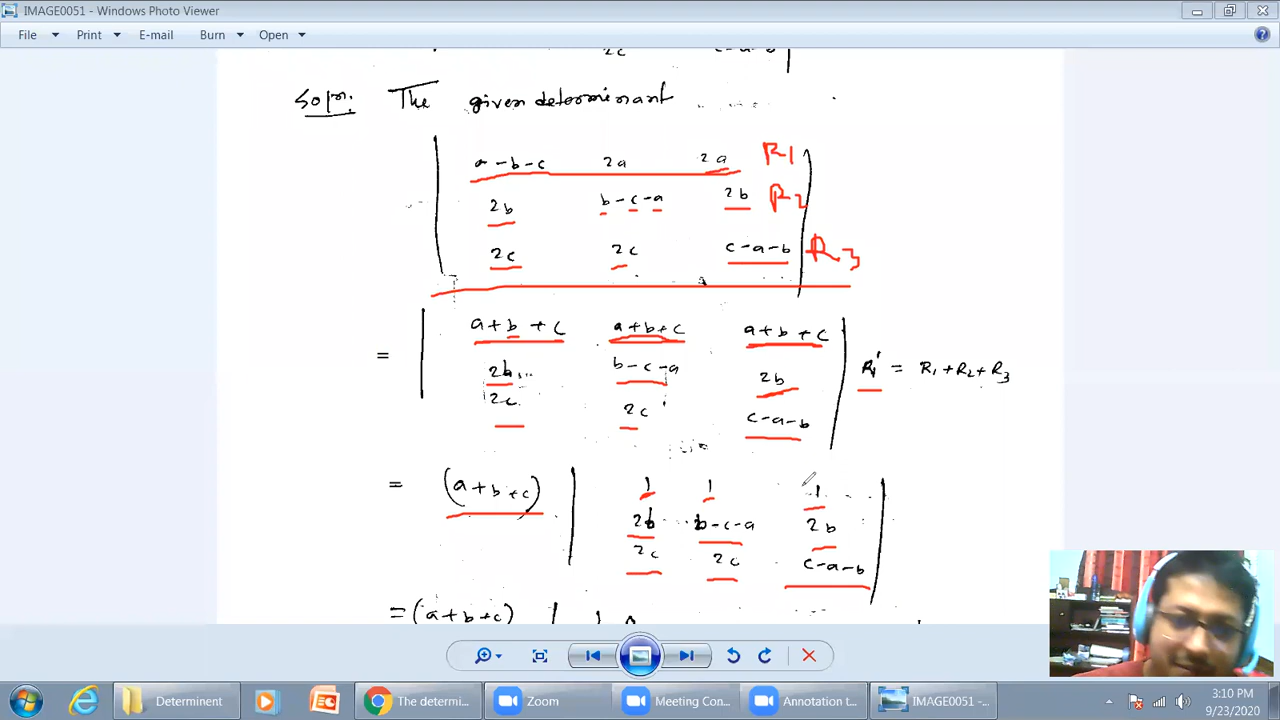 IMAGE0051 - Windows Photo Viewer
File Print E-mail Burn Open
2c c-a-b
Soln. The given determinant
a-b-c 2a 2a R1
2b b-c-a 2b R2
2c 2c c-a-b R3
a+b+c a+b+c a+b+c
= R1' = R1+R2+R3
2b b-c-a 2b
2c 2c c-a-b
= (a+b+c) 1 1 1
2b b-c-a 2b
2c 2c c-a-b
= (a+b+c) 1
Determinent The determi... Zoom Meeting Con... Annotation t... IMAGE0051 -...
3:10 PM
9/23/2020